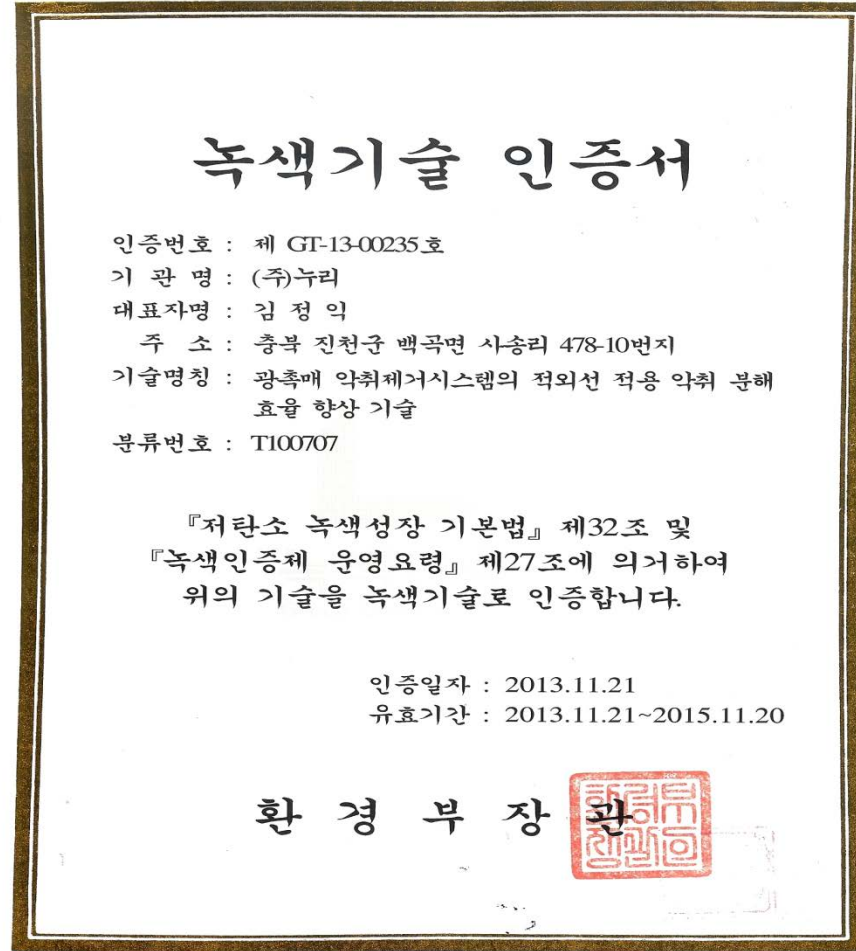 녹색기술 인증서
인증번호 : 제 GT-13-00235호
기 관 명 : (주)누리
대표자명 : 김 정 익
주 소 : 충북 진천군 백곡면 사송리 478-10번지
기술명칭 : 광촉매 악취제거시스템의 적외선 적용 악취 분해
효율 향상 기술
분류번호 : T100707
『저탄소 녹색성장 기본법』 제32조 및
『녹색인증제 운영요령』 제27조에 의거하여
위의 기술을 녹색기술로 인증합니다.
인증일자 : 2013.11.21
유효기간 : 2013.11.21~2015.11.20
환 경 부 장 관